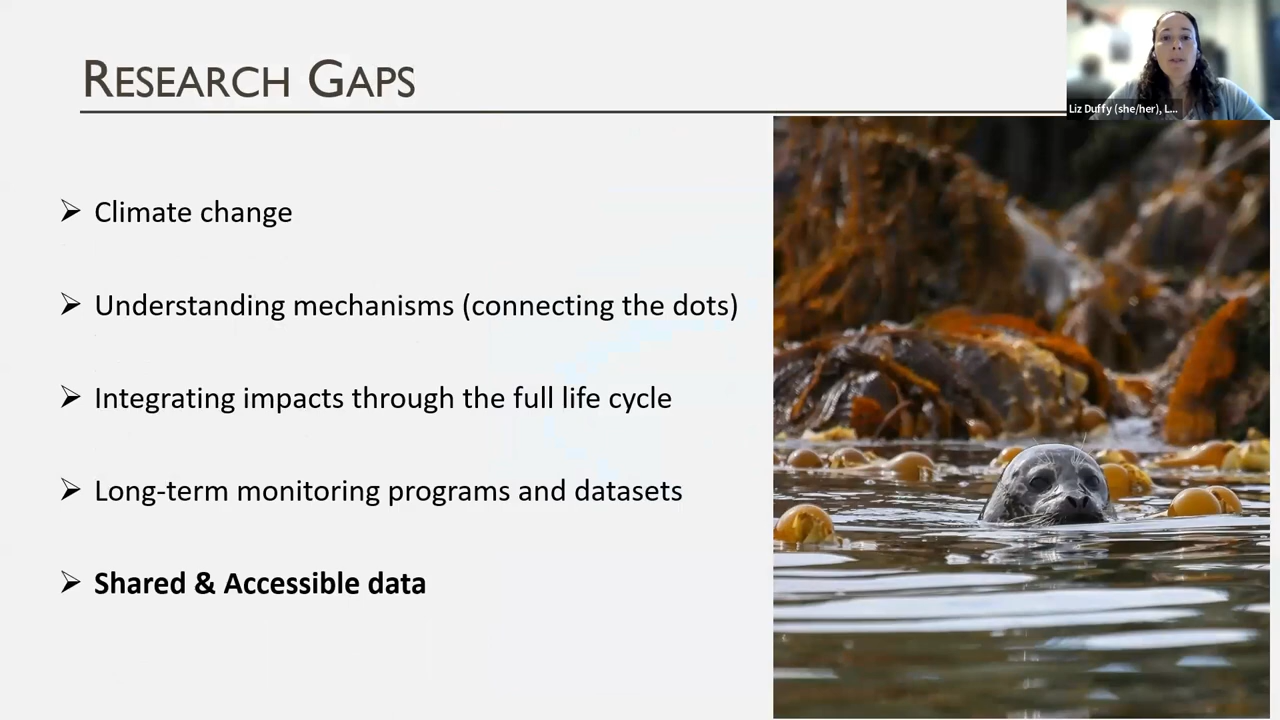 RESEARCH GAPS
Liz Duffy (she/her), L...
➢ Climate change
➢ Understanding mechanisms (connecting the dots)
➢ Integrating impacts through the full life cycle
➢ Long-term monitoring programs and datasets
➢ Shared & Accessible data